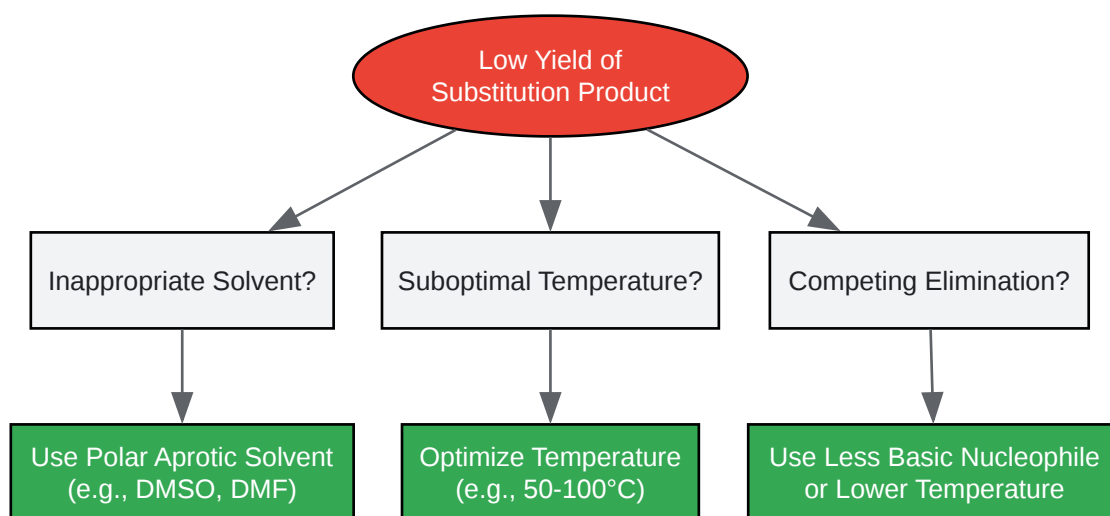 Low Yield of
Substitution Product
Inappropriate Solvent?
Suboptimal Temperature?
Competing Elimination?
Use Polar Aprotic Solvent
(e.g., DMSO, DMF)
Optimize Temperature
(e.g., 50-100°C)
Use Less Basic Nucleophile
or Lower Temperature